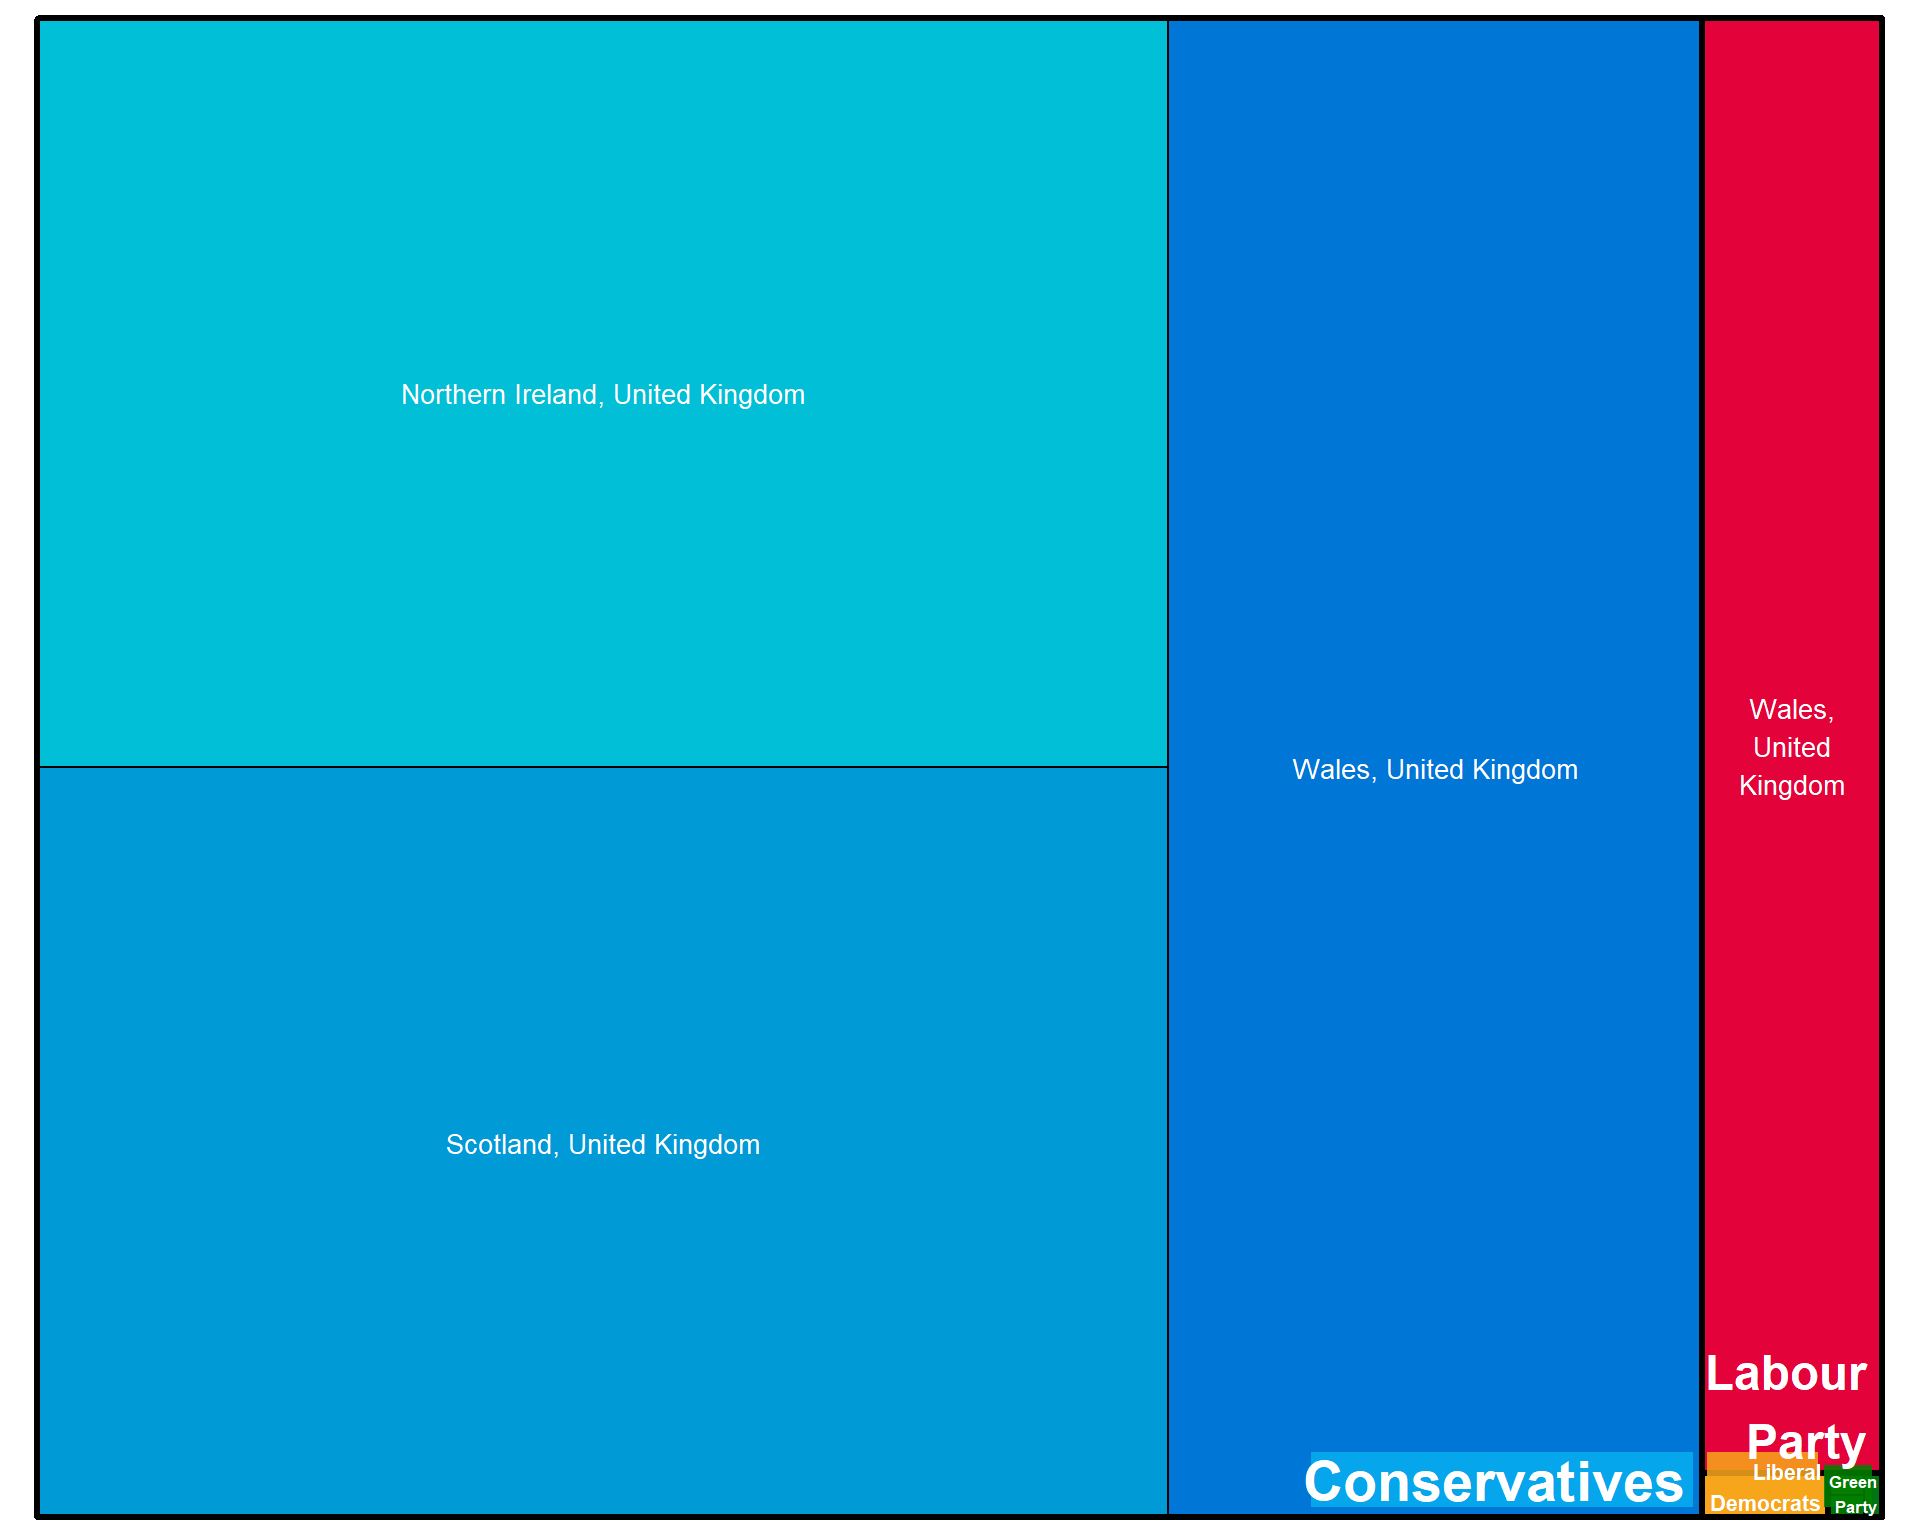 Northern Ireland, United Kingdom
Scotland, United Kingdom
Wales, United Kingdom
Conservatives
Wales,
United
Kingdom
Labour
Party
Liberal
Democrats
Green
Party